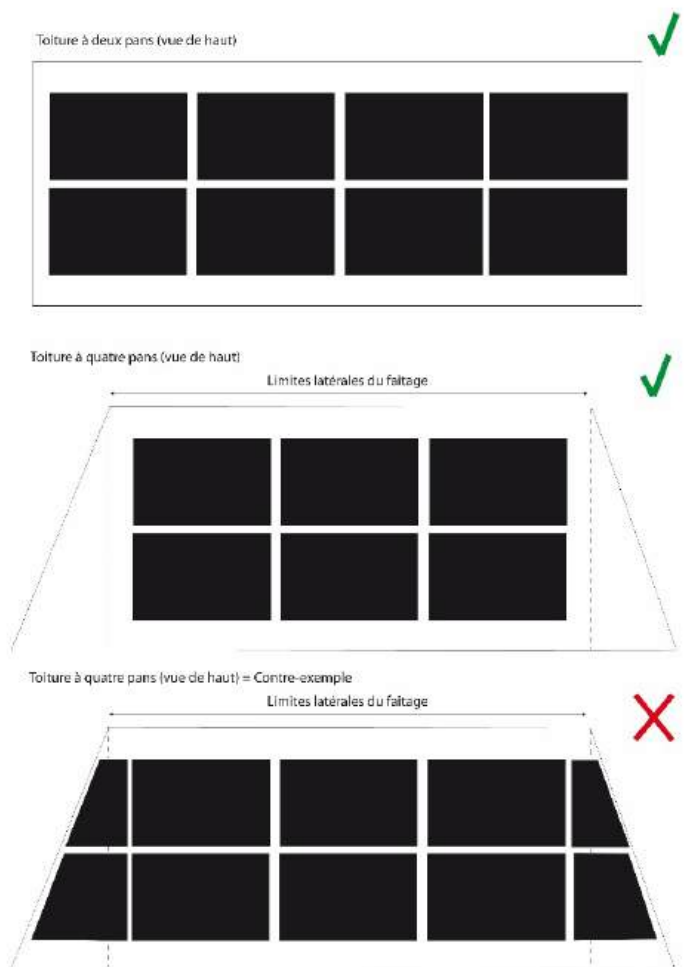 Toiture à deux pans (vue de haut)
Toiture à quatre pans (vue de haut)
Limites latérales du faitage
Toiture à quatre pans (vue de haut) = Contre-exemple
Limites latérales du faitage